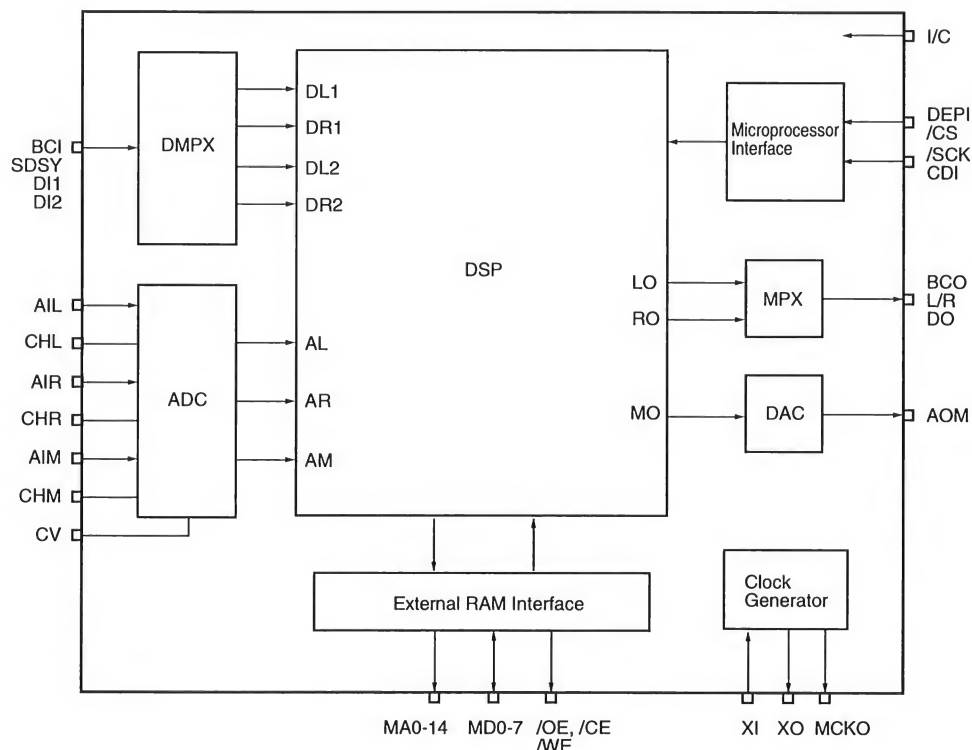 I/C
DL1
DR1
DL2
DR2
DMPX
BCI
SDSY
DI1
DI2
DSP
Microprocessor
Interface
DEPI
/CS
/SCK
CDI
LO
RO
MPX
BCO
L/R
DO
AIL
CHL
AIR
CHR
AIM
CHM
CV
ADC
AL
AR
AM
MO
DAC
AOM
External RAM Interface
Clock
Generator
MA0-14
MD0-7
/OE, /CE
/WE
XI
XO
MCKO